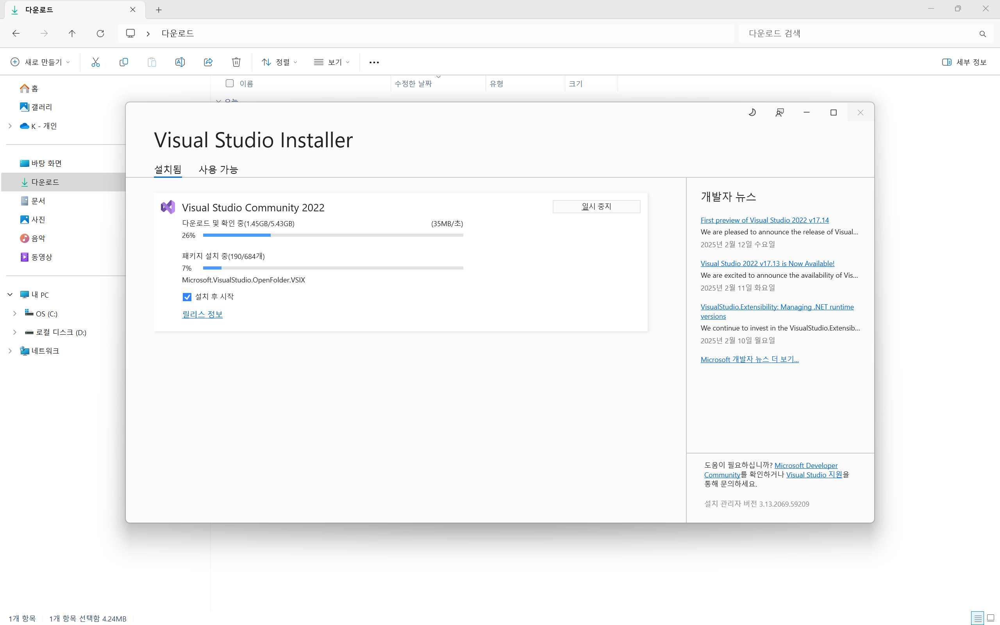 다운로드
다운로드
다운로드 검색
새로 만들기
정렬
보기
세부 정보
이름
수정한 날짜
유형
크기
오늘
홈
갤러리
K - 개인
바탕 화면
다운로드
문서
사진
음악
동영상
내 PC
OS (C:)
로컬 디스크 (D:)
네트워크
Visual Studio Installer
설치됨
사용 가능
Visual Studio Community 2022
일시 중지
다운로드 및 확인 중(1.45GB/5.43GB)
(35MB/초)
26%
패키지 설치 중(190/684개)
7%
Microsoft.VisualStudio.OpenFolder.VSIX
설치 후 시작
릴리스 정보
개발자 뉴스
First preview of Visual Studio 2022 v17.14
We are pleased to announce the release of Visual...
2025년 2월 12일 수요일
Visual Studio 2022 v17.13 is Now Available!
We are excited to announce the availability of Vis...
2025년 2월 11일 화요일
VisualStudio.Extensibility: Managing .NET runtime
versions
We continue to invest in the VisualStudio.Extensib...
2025년 2월 10일 월요일
Microsoft 개발자 뉴스 더 보기...
도움이 필요하십니까? Microsoft Developer
Community를 확인하거나 Visual Studio 지원을
통해 문의하세요.
설치 관리자 버전 3.13.2069.59209
1개 항목
1개 항목 선택함 4.24MB